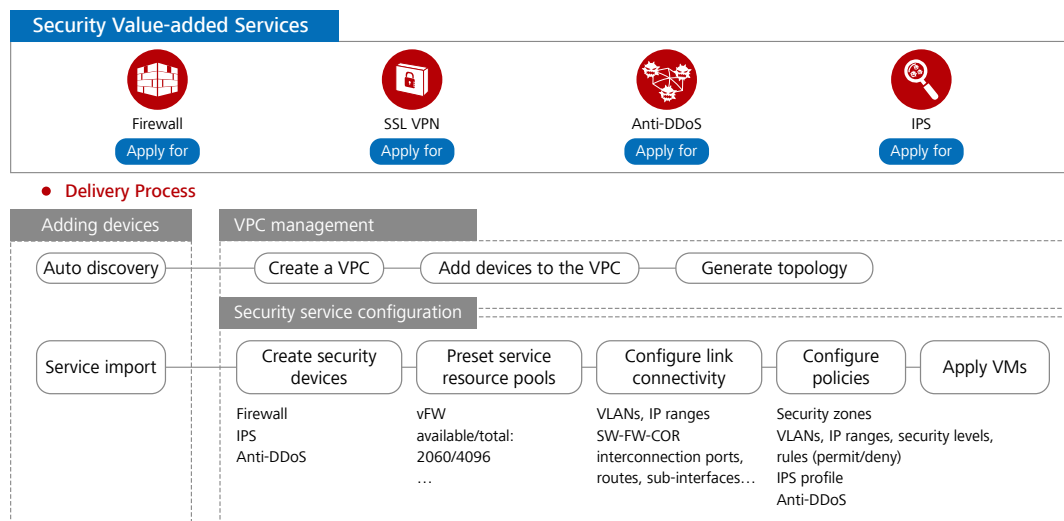 Security Value-added Services
Firewall
SSL VPN
Anti-DDoS
IPS
Apply for
Apply for
Apply for
Apply for
• Delivery Process
Adding devices
VPC management
Auto discovery
Create a VPC
Add devices to the VPC
Generate topology
Security service configuration
Service import
Create security
devices
Preset service
resource pools
Configure link
connectivity
Configure
policies
Apply VMs
Firewall
IPS
Anti-DDoS
vFW
available/total:
2060/4096
…
VLANs, IP ranges
SW-FW-COR
interconnection ports,
routes, sub-interfaces…
Security zones
VLANs, IP ranges, security levels,
rules (permit/deny)
IPS profile
Anti-DDoS